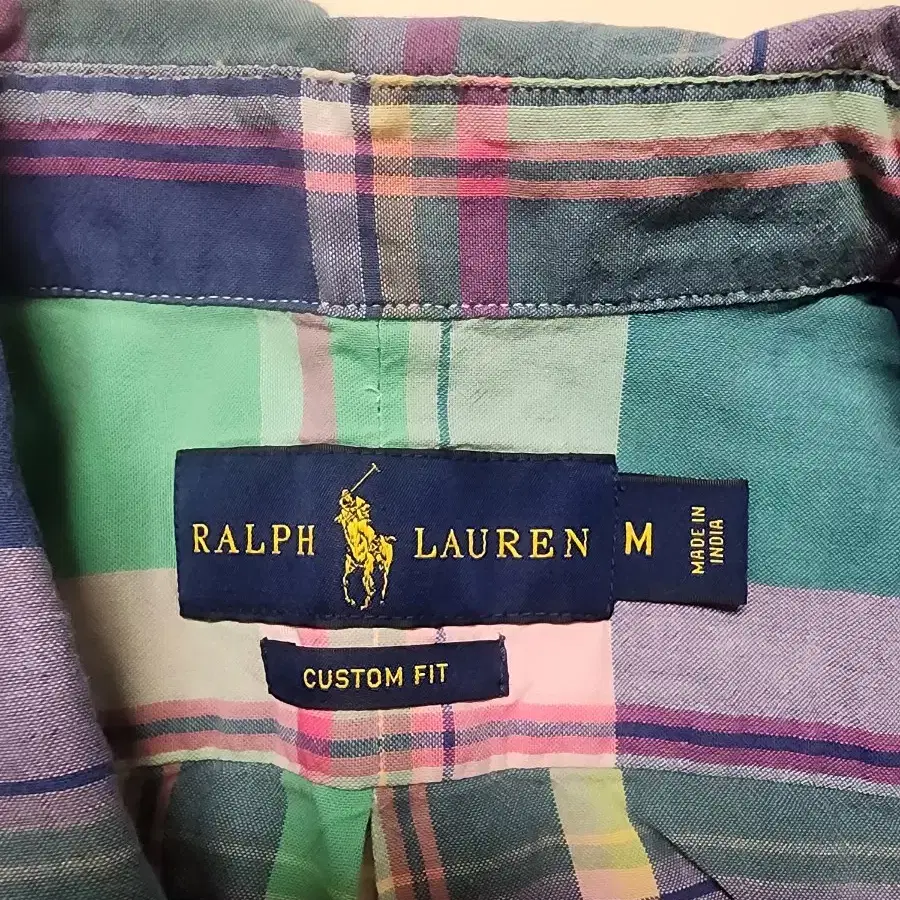 RALPH LAUREN M
MADE IN
INDIA
CUSTOM FIT